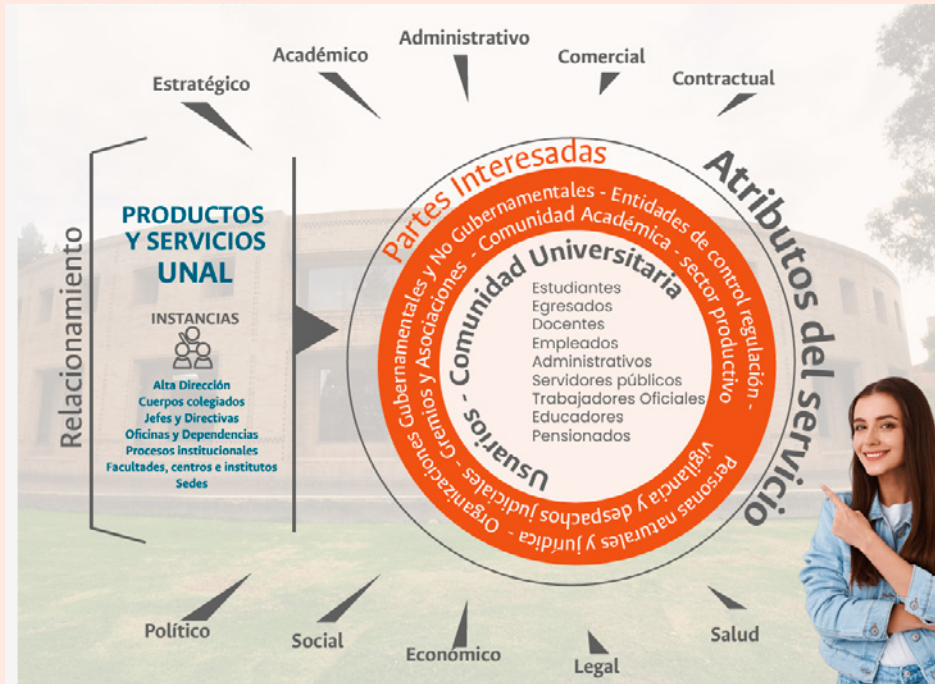 Administrativo
Académico
Comercial
Estratégico
Contractual
Relacionamiento
PRODUCTOS
Y SERVICIOS
UNAL
INSTANCIAS
Alta Dirección
Cuerpos colegiados
Jefes y Directivas
Oficinas y Dependencias
Procesos institucionales
Facultades, centros e institutos
Sedes
Partes Interesadas
Organizaciones Gubernamentales y No Gubernamentales - Entidades de control regulación -
Gremios y Asociaciones - Comunidad Académica - sector productivo
Personas naturales y jurídica -
vigilancia y despachos judiciales -
Usuarios - Comunidad Universitaria
Estudiantes
Egresados
Docentes
Empleados
Administrativos
Servidores públicos
Trabajadores Oficiales
Educadores
Pensionados
Atributos del servicio
Político
Social
Económico
Legal
Salud